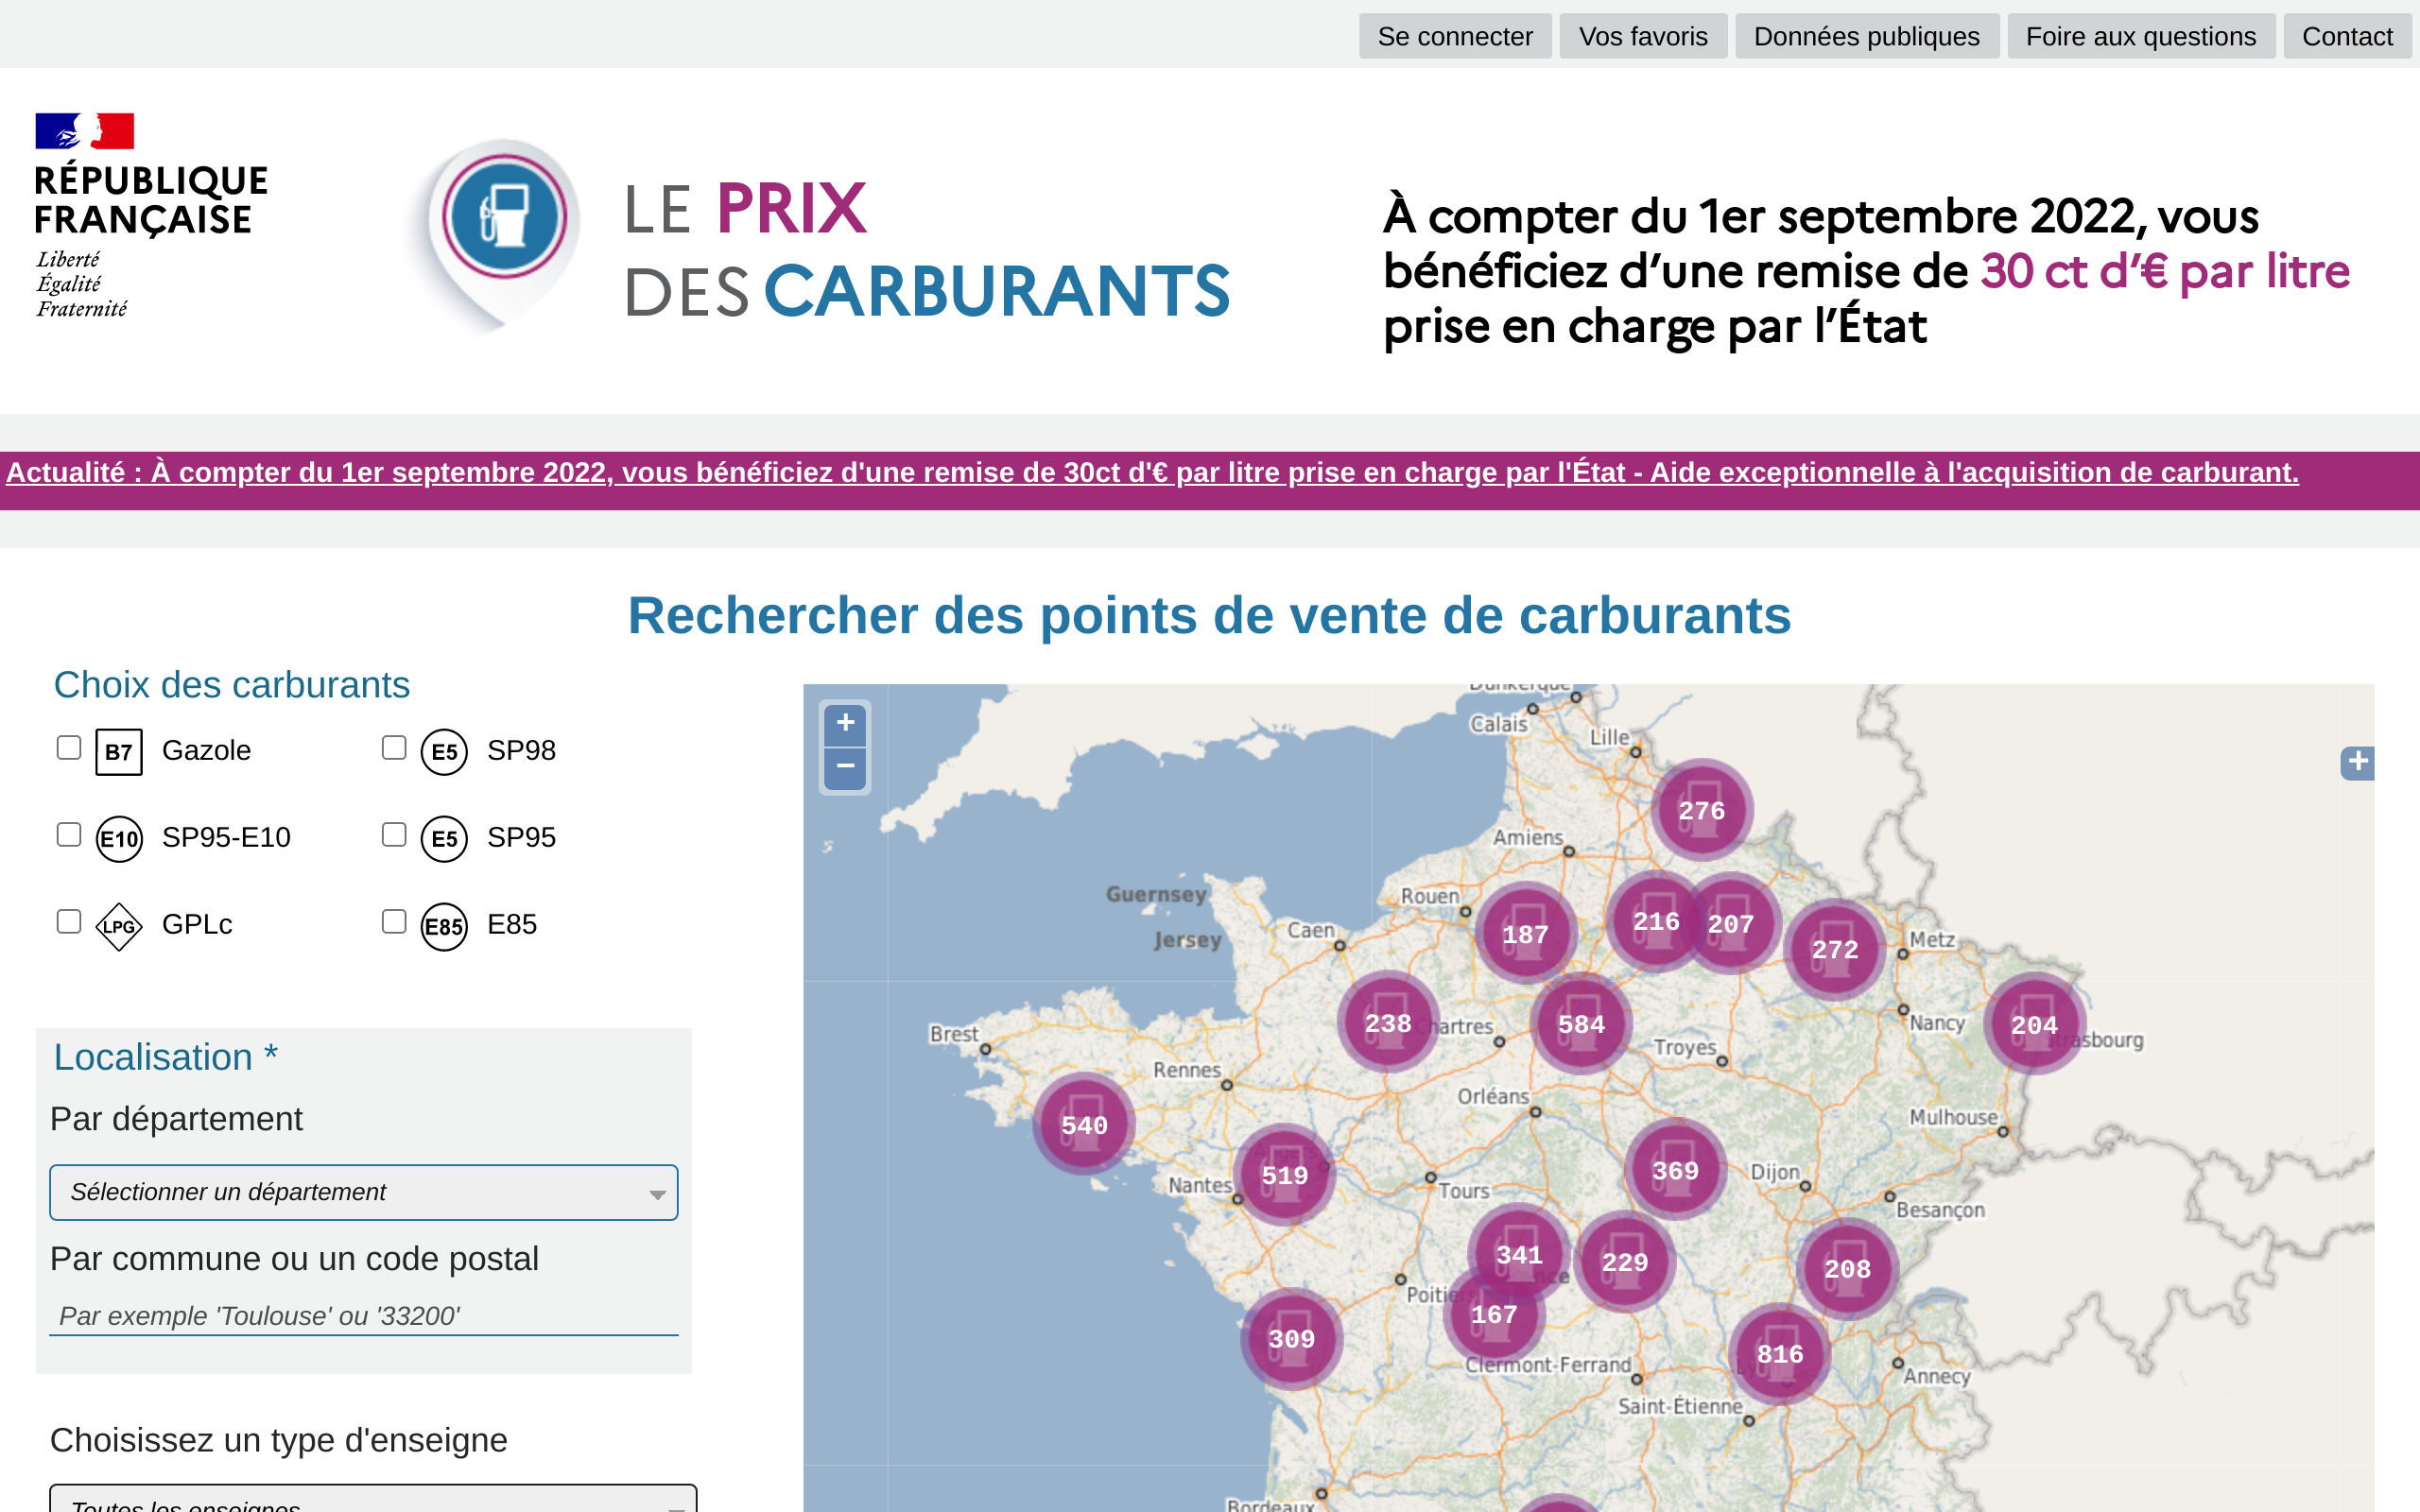 Se connecter Vos favoris Données publiques Foire aux questions Contact
RÉPUBLIQUE
FRANÇAISE
Liberté
Égalité
Fraternité
LE PRIX
DES CARBURANTS
À compter du 1er septembre 2022, vous
bénéficiez d’une remise de 30 ct d’€ par litre
prise en charge par l’État
Actualité : À compter du 1er septembre 2022, vous bénéficiez d'une remise de 30ct d'€ par litre prise en charge par l'État - Aide exceptionnelle à l'acquisition de carburant.
Rechercher des points de vente de carburants
Choix des carburants
B7 Gazole E5 SP98
E10 SP95-E10 E5 SP95
LPG GPLc E85 E85
Localisation *
Par département
Sélectionner un département
Par commune ou un code postal
Par exemple 'Toulouse' ou '33200'
Choisissez un type d'enseigne
Toutes les enseignes
+
−
+
Dunkerque
Calais
Lille
276
Amiens
Guernsey
Rouen
Jersey
Caen
187
216
207
272
Metz
238
Chartres
584
Nancy
204
Strasbourg
Brest
Rennes
Troyes
Orléans
Mulhouse
540
519
Angers
Nantes
Tours
369
Dijon
Besançon
341
229
208
Poitiers
167
309
816
Clermont-Ferrand
Annecy
Saint-Étienne
Bordeaux